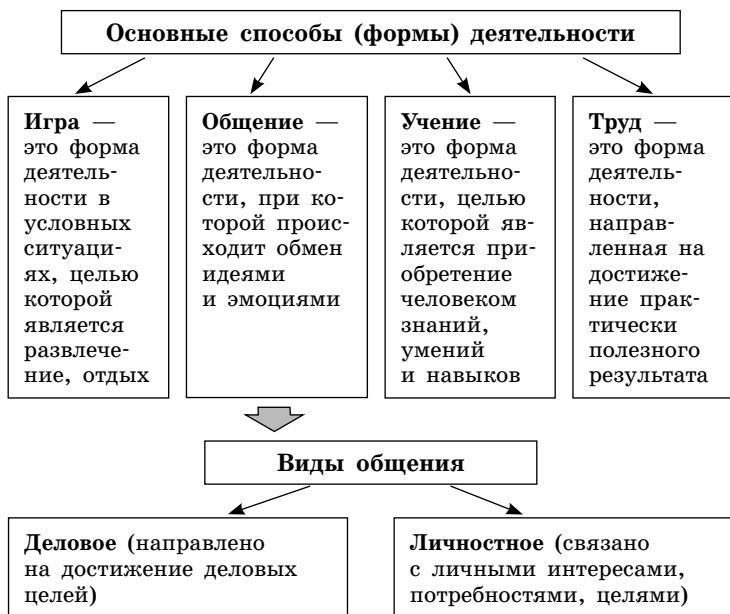 Основные способы (формы) деятельности
Игра —
это форма
деятель-
ности в
условных
ситуаци-
ях, целью
которой
является
развлече-
ние, отдых
Общение —
это форма
деятельно-
сти, при ко-
торой проис-
ходит обмен
идеями
и эмоциями
Учение —
это форма
деятельно-
сти, целью
которой яв-
ляется при-
обретение
человеком
знаний,
умений
и навыков
Труд —
это форма
деятель-
ности,
направ-
ленная на
достиже-
ние прак-
тически
полезного
результата
Виды общения
Деловое (направлено
на достижение деловых
целей)
Личностное (связано
с личными интересами,
потребностями, целями)